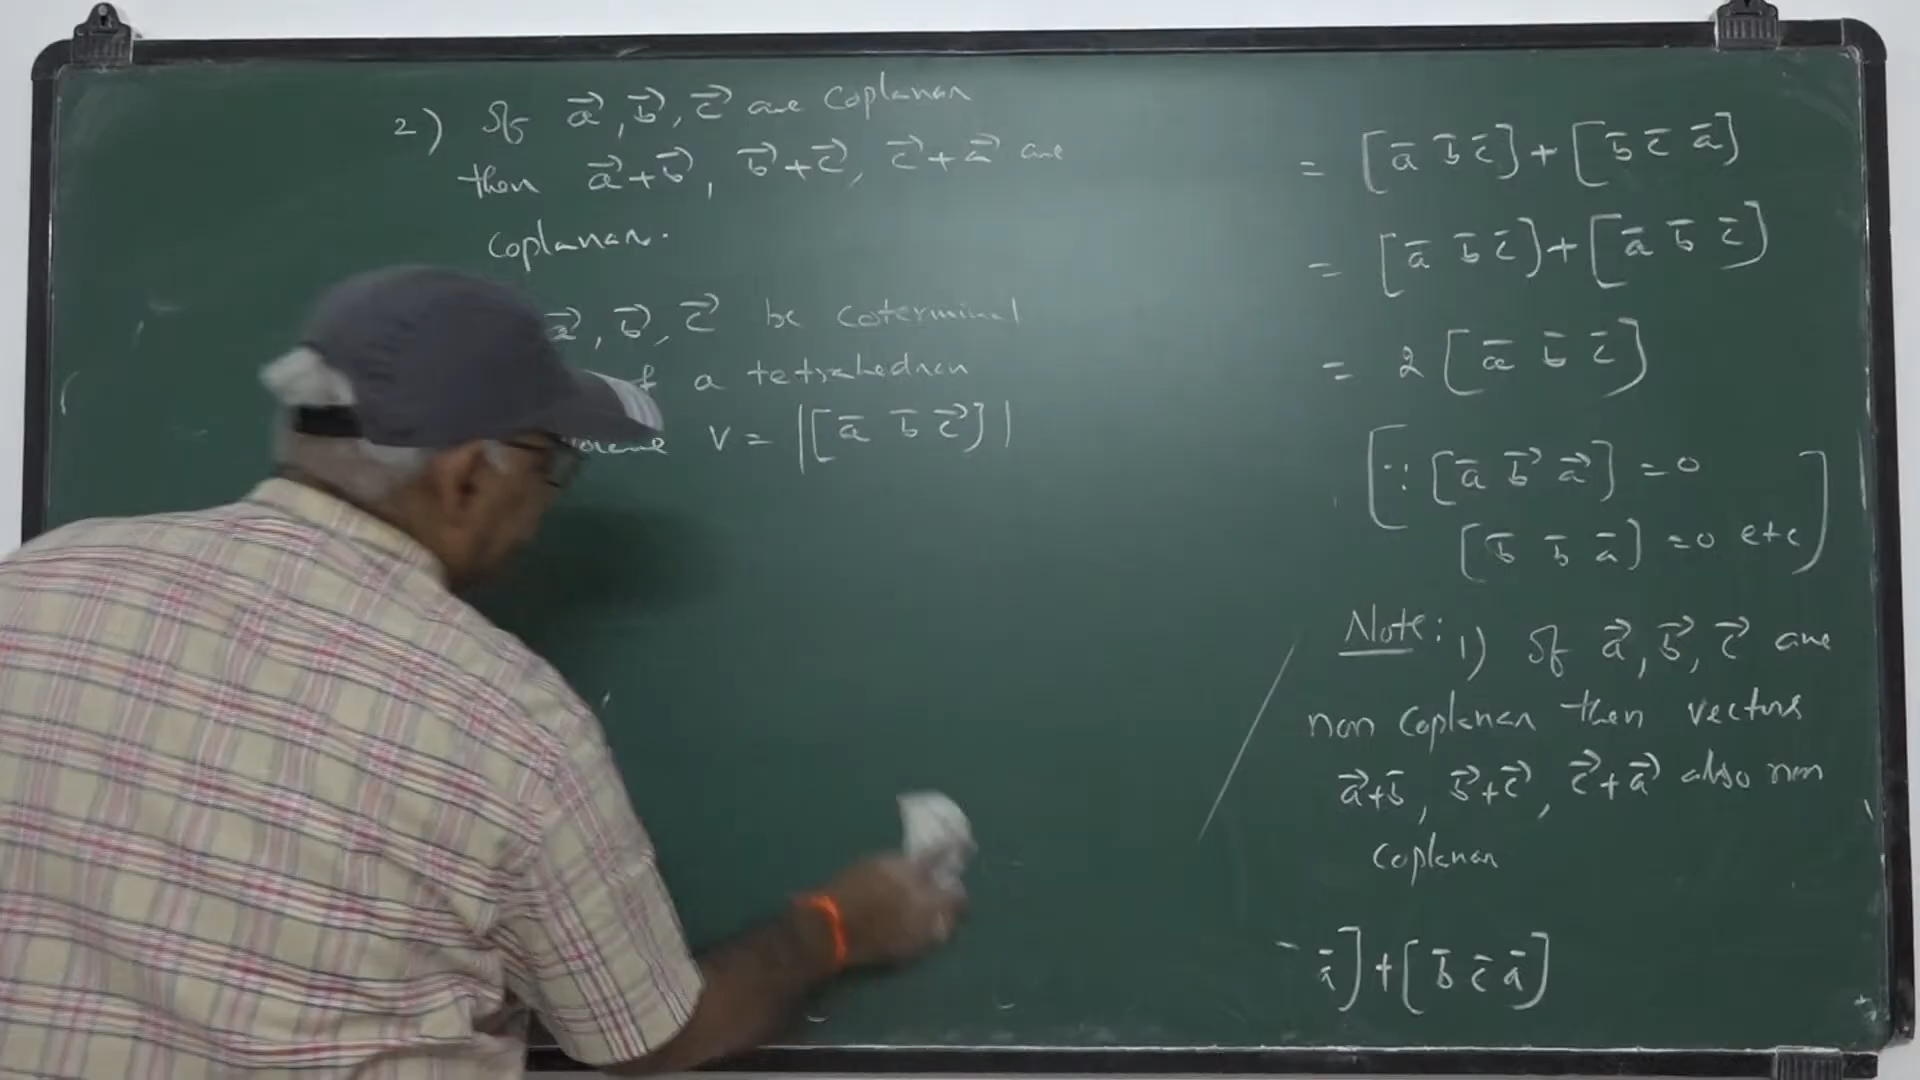 2) If a⃗, b⃗, c⃗ are coplanar
then a⃗+b⃗, b⃗+c⃗, c⃗+a⃗ are
coplanar.
a⃗, b⃗, c⃗ be coterminal
f a tetrahedron
V = |[a̅ b̅ c⃗]|
= [a̅ b̅ c̅] + [b̅ c̅ a̅]
= [a̅ b̅ c̅] + [a̅ b̅ c̅]
= 2 [a̅ b̅ c̅]
[∵ [a̅ b⃗ a⃗] = 0
[b̅ b̅ a̅] = 0 etc]
Note: 1) If a⃗, b⃗, c⃗ are
non coplanar then vectors
a⃗+b̅, b⃗+c⃗, c⃗+a⃗ also non
coplanar
a̅] + [b̅ c̅ a̅]